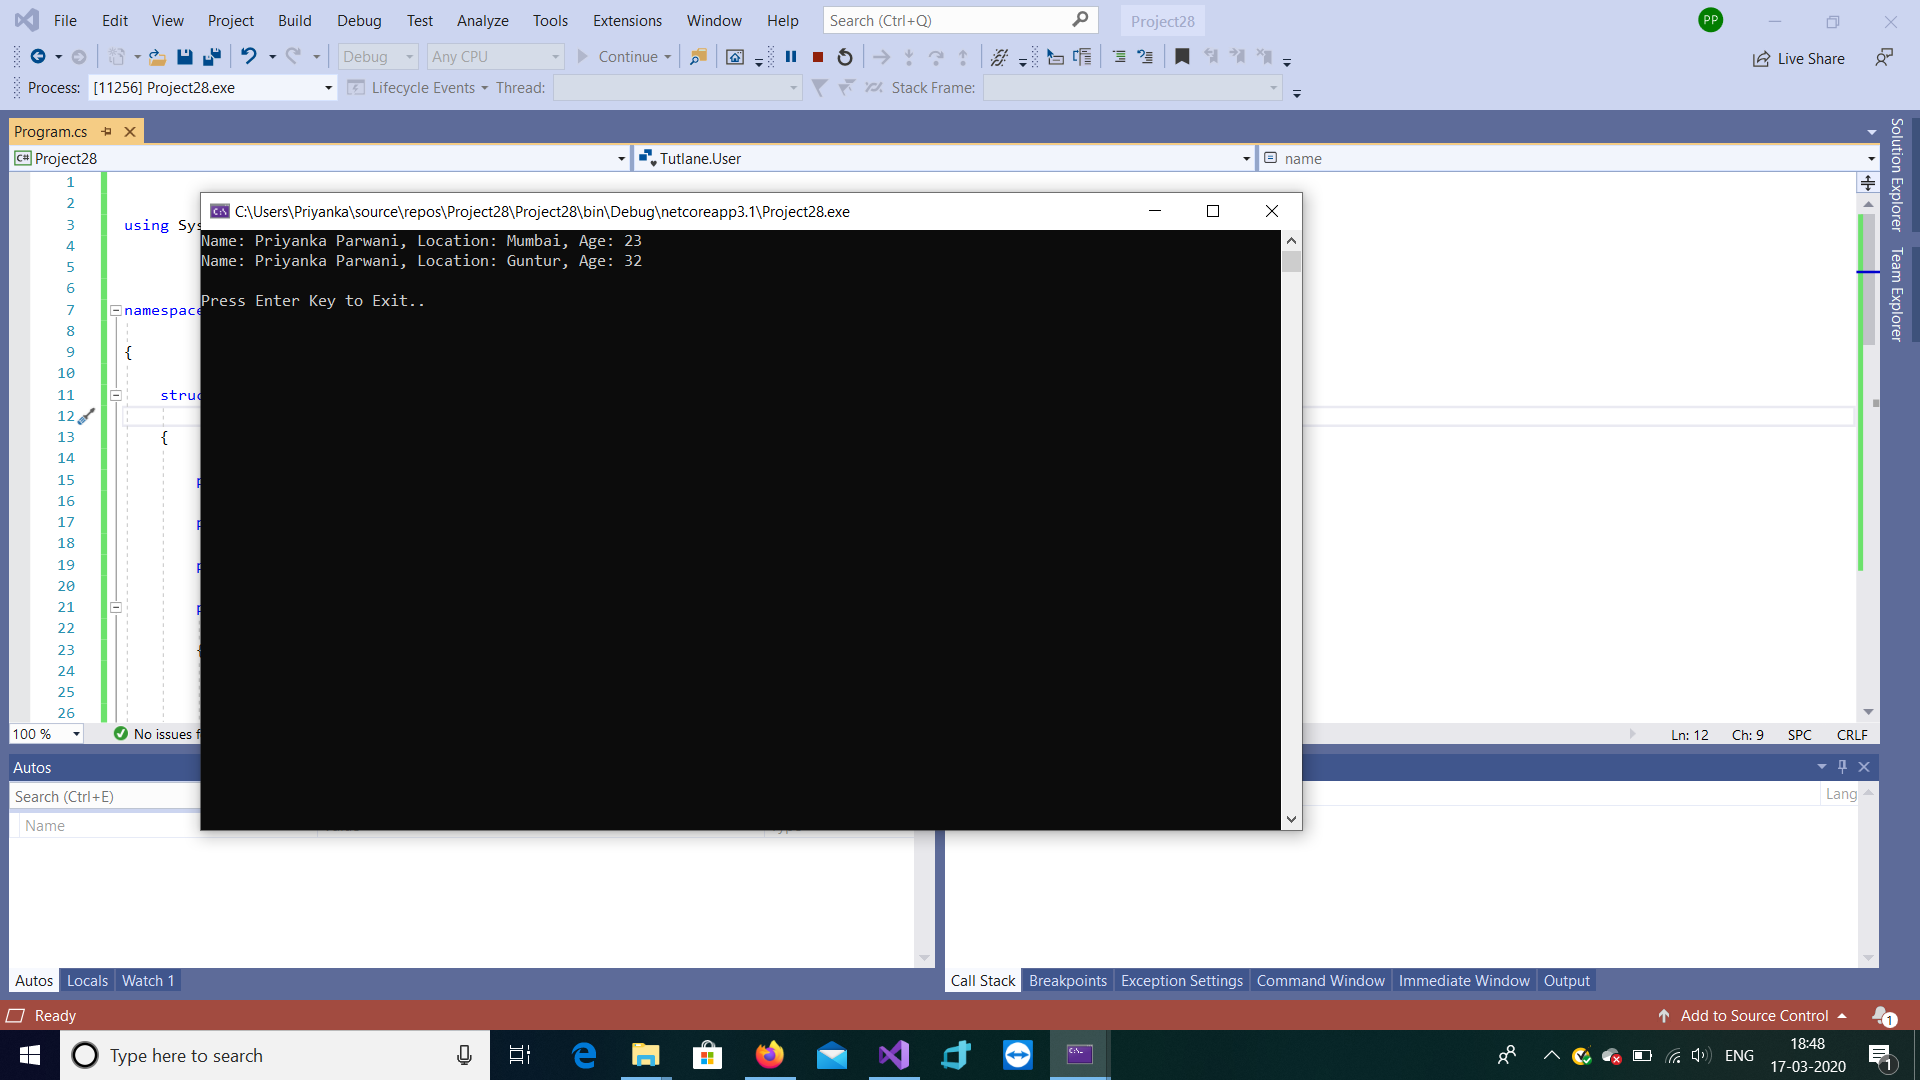 File Edit View Project Build Debug Test Analyze Tools Extensions Window Help Search (Ctrl+Q) Project28 PP
Debug Any CPU Continue Live Share
Process: [11256] Project28.exe Lifecycle Events Thread: Stack Frame:
Program.cs
C# Project28 Tutlane.User name
Solution Explorer
Team Explorer
C:\Users\Priyanka\source\repos\Project28\Project28\bin\Debug\netcoreapp3.1\Project28.exe
Name: Priyanka Parwani, Location: Mumbai, Age: 23
Name: Priyanka Parwani, Location: Guntur, Age: 32
Press Enter Key to Exit..
1
2
3 using Sys
4
5
6
7 namespace
8
9 {
10
11 struc
12
13 {
14
15 p
16
17 p
18
19 p
20
21 p
22
23 {
24
25
26
100 % No issues f Ln: 12 Ch: 9 SPC CRLF
Autos
Search (Ctrl+E) Lang
Name
Autos Locals Watch 1 Call Stack Breakpoints Exception Settings Command Window Immediate Window Output
Ready Add to Source Control 1
Type here to search ENG 18:48
17-03-2020 1